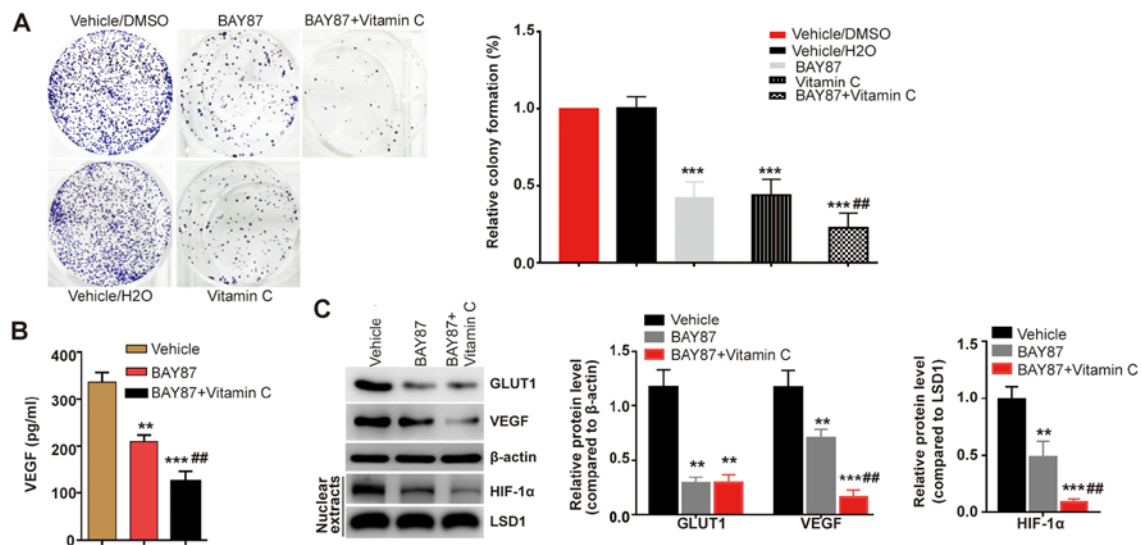 A
Vehicle/DMSO
BAY87
BAY87+Vitamin C
Vehicle/H2O
Vitamin C
Relative colony formation (%)
1.5
1.0
0.5
0.0
Vehicle/DMSO
Vehicle/H2O
BAY87
Vitamin C
BAY87+Vitamin C
***
***
*** ##
B
VEGF (pg/ml)
400
300
200
100
0
Vehicle
BAY87
BAY87+Vitamin C
**
*** ##
C
Vehicle
BAY87
BAY87+
Vitamin C
GLUT1
VEGF
β-actin
HIF-1α
LSD1
Nuclear
extracts
Relative protein level
(compared to β-actin)
1.5
1.0
0.5
0.0
Vehicle
BAY87
BAY87+Vitamin C
**
**
**
***##
GLUT1
VEGF
Relative protein level
(compared to LSD1)
1.5
1.0
0.5
0.0
Vehicle
BAY87
BAY87+Vitamin C
**
***##
HIF-1α